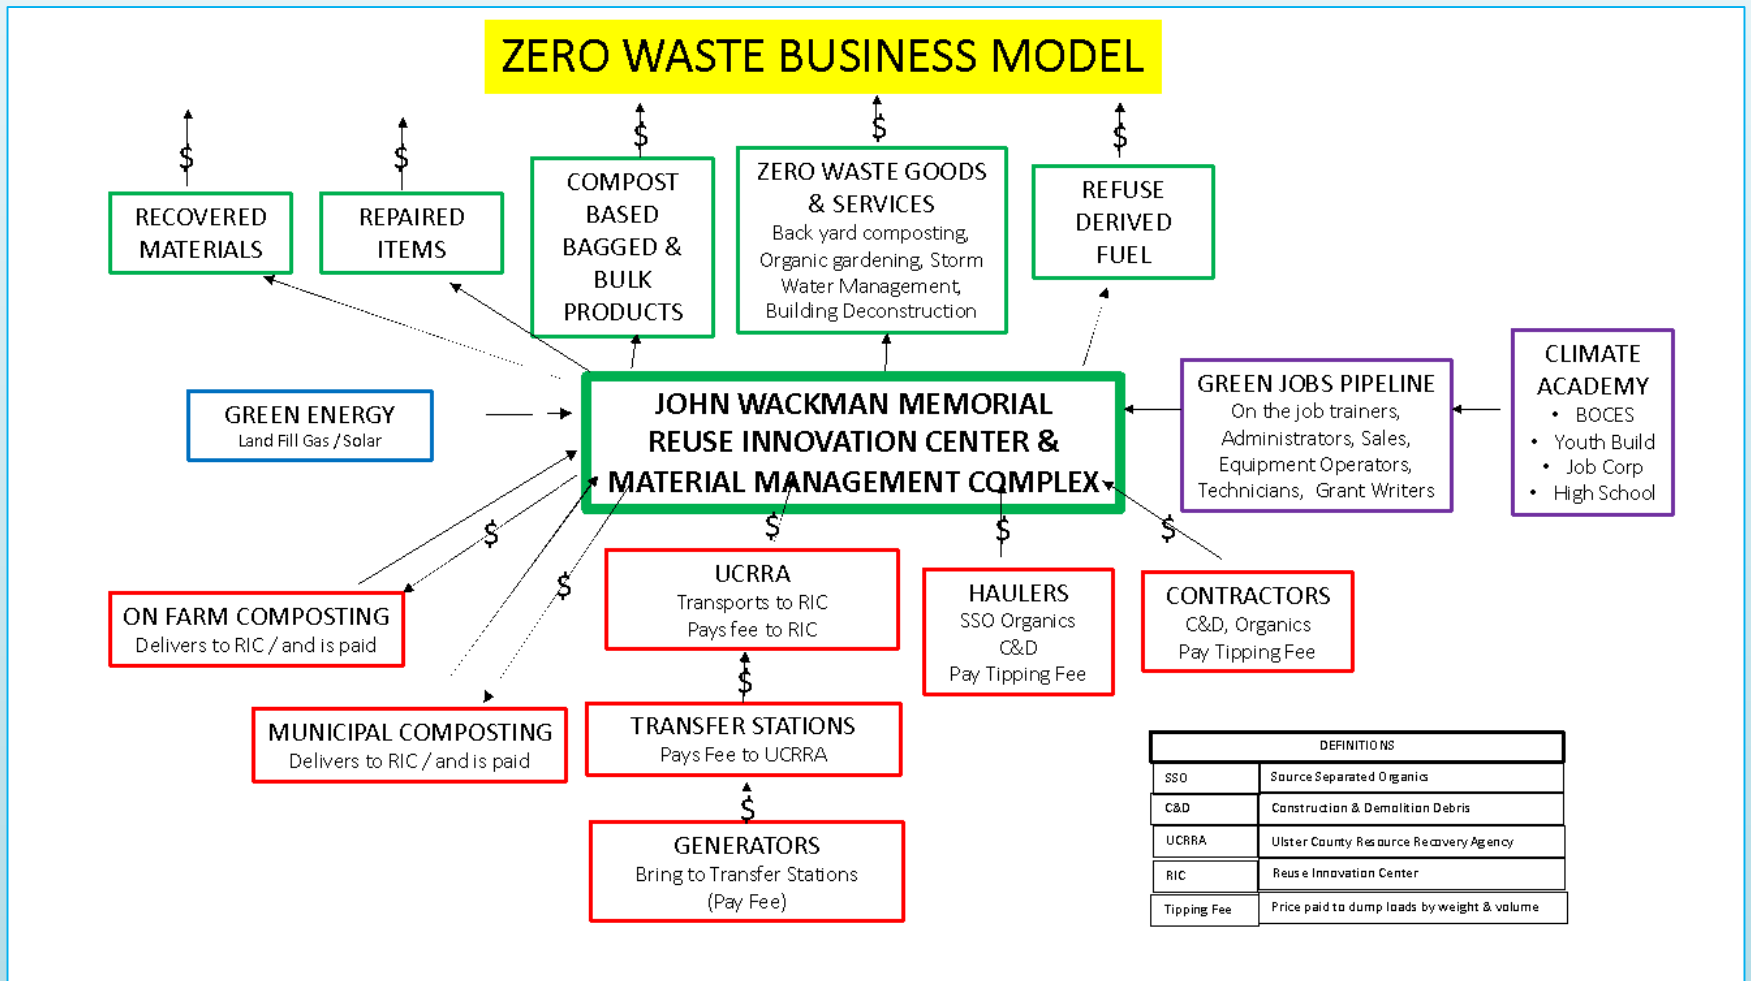 ZERO WASTE BUSINESS MODEL
$
$
$
$
$
RECOVERED
MATERIALS
REPAIRED
ITEMS
COMPOST
BASED
BAGGED &
BULK
PRODUCTS
ZERO WASTE GOODS
& SERVICES
Back yard composting,
Organic gardening, Storm
Water Management,
Building Deconstruction
REFUSE
DERIVED
FUEL
GREEN ENERGY
Land Fill Gas / Solar
JOHN WACKMAN MEMORIAL
REUSE INNOVATION CENTER &
MATERIAL MANAGEMENT COMPLEX
GREEN JOBS PIPELINE
On the job trainers,
Administrators, Sales,
Equipment Operators,
Technicians, Grant Writers
CLIMATE
ACADEMY
• BOCES
• Youth Build
• Job Corp
• High School
$
$
$
$
$
ON FARM COMPOSTING
Delivers to RIC / and is paid
MUNICIPAL COMPOSTING
Delivers to RIC / and is paid
UCRRA
Transports to RIC
Pays fee to RIC
$
TRANSFER STATIONS
Pays Fee to UCRRA
$
GENERATORS
Bring to Transfer Stations
(Pay Fee)
HAULERS
SSO Organics
C&D
Pay Tipping Fee
CONTRACTORS
C&D, Organics
Pay Tipping Fee
DEFINITIONS
SSO Source Separated Organics
C&D Construction & Demolition Debris
UCRRA Ulster County Resource Recovery Agency
RIC Reuse Innovation Center
Tipping Fee Price paid to dump loads by weight & volume